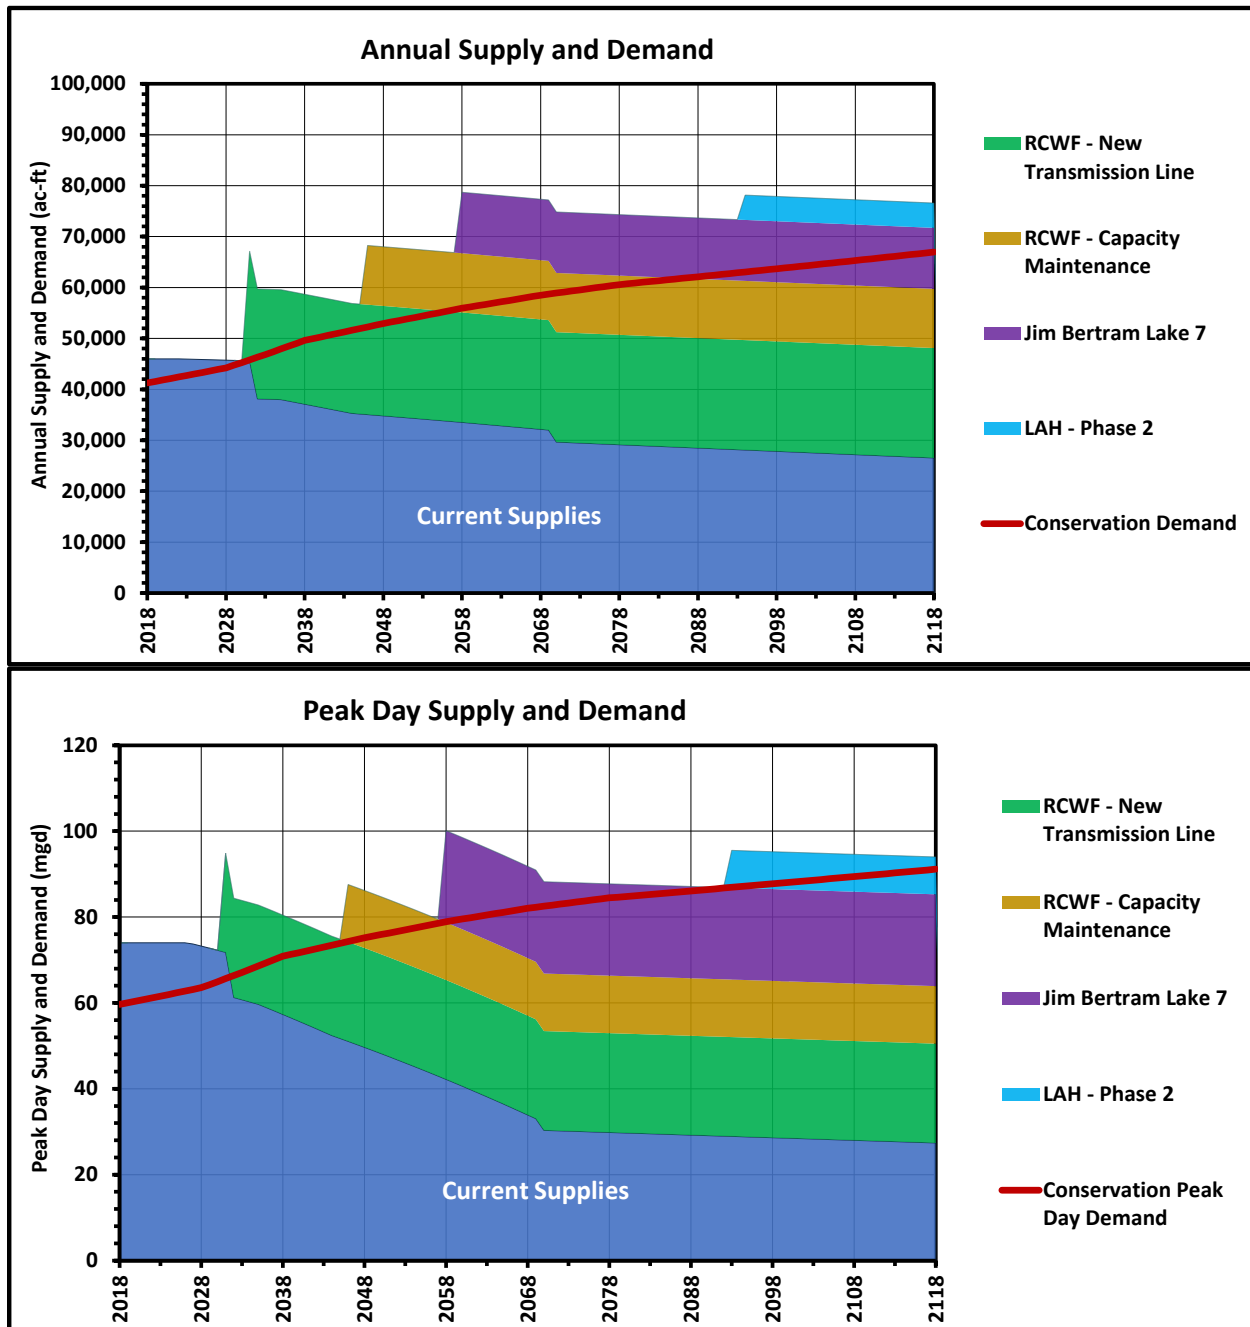 Annual Supply and Demand
Annual Supply and Demand (ac-ft)
100,000
90,000
80,000
70,000
60,000
50,000
40,000
30,000
20,000
10,000
0
Current Supplies
2018
2028
2038
2048
2058
2068
2078
2088
2098
2108
2118
RCWF - New
Transmission Line
RCWF - Capacity
Maintenance
Jim Bertram Lake 7
LAH - Phase 2
Conservation Demand
Peak Day Supply and Demand
Peak Day Supply and Demand (mgd)
120
100
80
60
40
20
0
Current Supplies
2018
2028
2038
2048
2058
2068
2078
2088
2098
2108
2118
RCWF - New
Transmission Line
RCWF - Capacity
Maintenance
Jim Bertram Lake 7
LAH - Phase 2
Conservation Peak
Day Demand